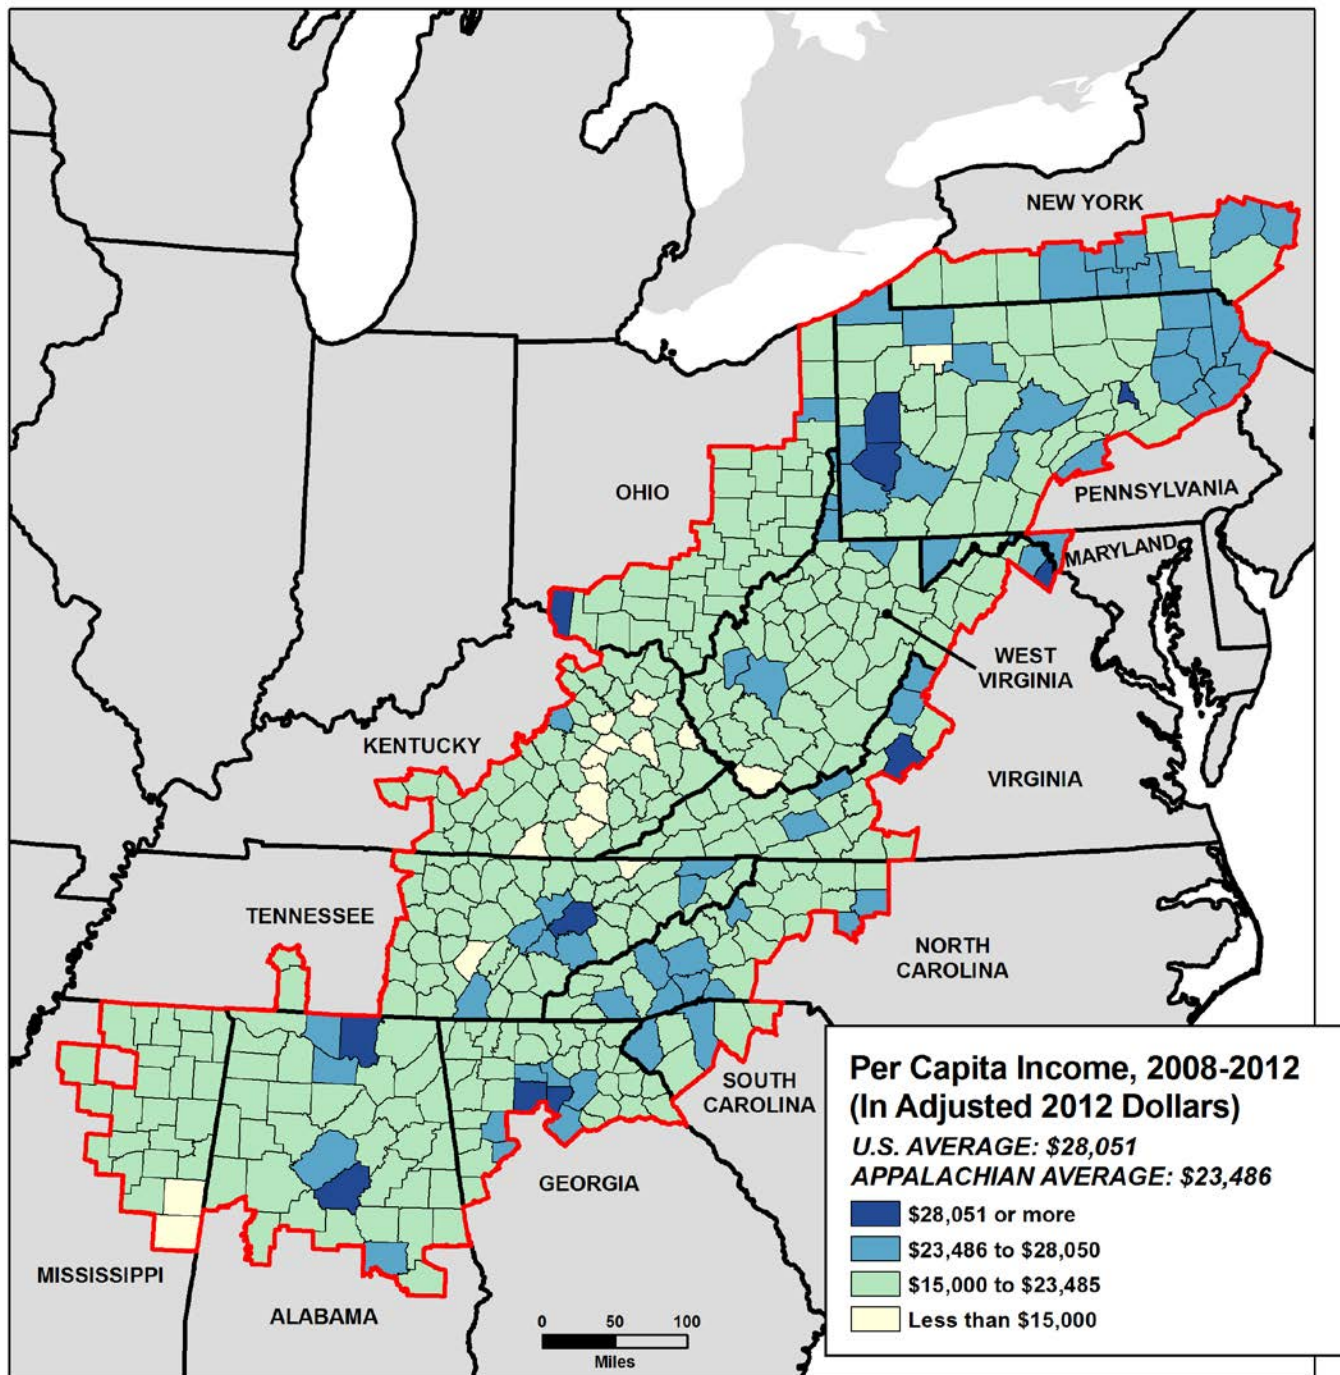 NEW YORK
OHIO
PENNSYLVANIA
MARYLAND
WEST
VIRGINIA
KENTUCKY
VIRGINIA
TENNESSEE
NORTH
CAROLINA
SOUTH
CAROLINA
GEORGIA
MISSISSIPPI
ALABAMA
0 50 100
Miles
Per Capita Income, 2008-2012
(In Adjusted 2012 Dollars)
U.S. AVERAGE: $28,051
APPALACHIAN AVERAGE: $23,486
$28,051 or more
$23,486 to $28,050
$15,000 to $23,485
Less than $15,000